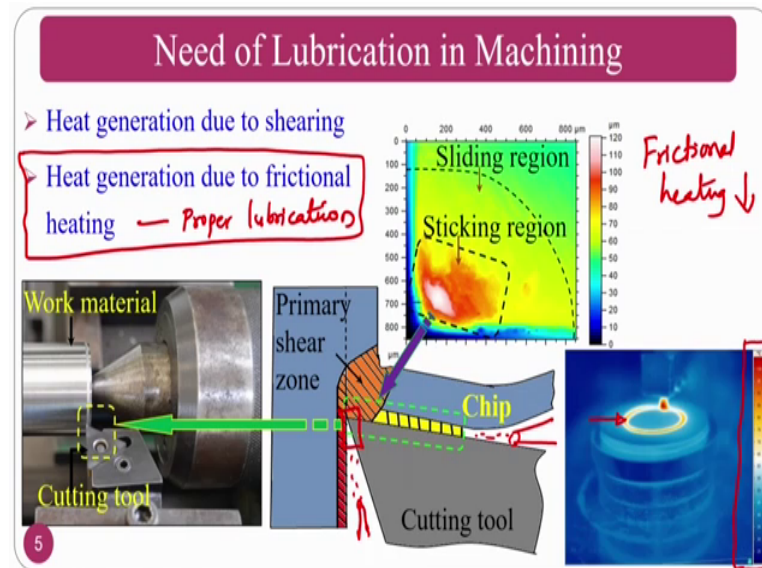 Need of Lubrication in Machining
Heat generation due to shearing
Heat generation due to frictional
heating — Proper lubrication
µm
0 200 400 600 800 µm
0
100
200
300
400
500
600
700
800
µm
Sliding region
Sticking region
µm
120
110
100
90
80
70
60
50
40
30
20
10
0
Frictional
heating ↓
Work material
Cutting tool
Primary
shear
zone
Chip
Cutting tool
5